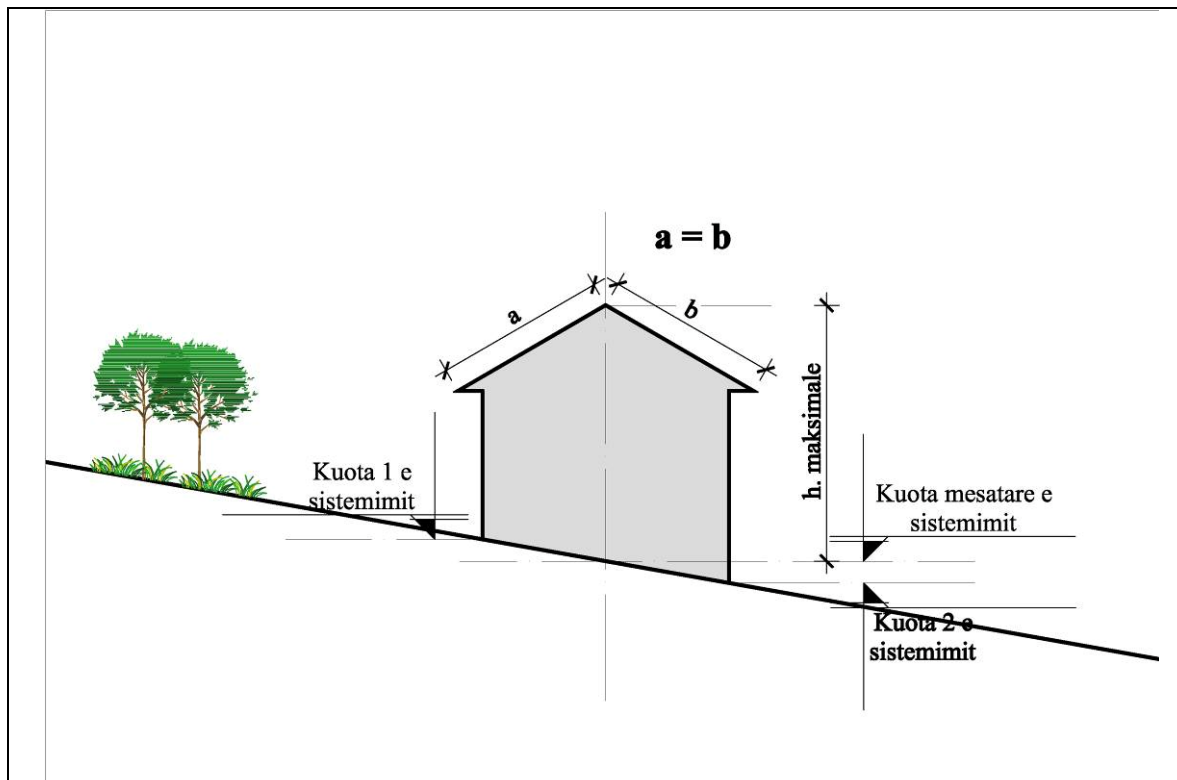 a = b
a
b
h. maksimale
Kuota 1 e
sistemimit
Kuota mesatare e
sistemimit
Kuota 2 e
sistemimit